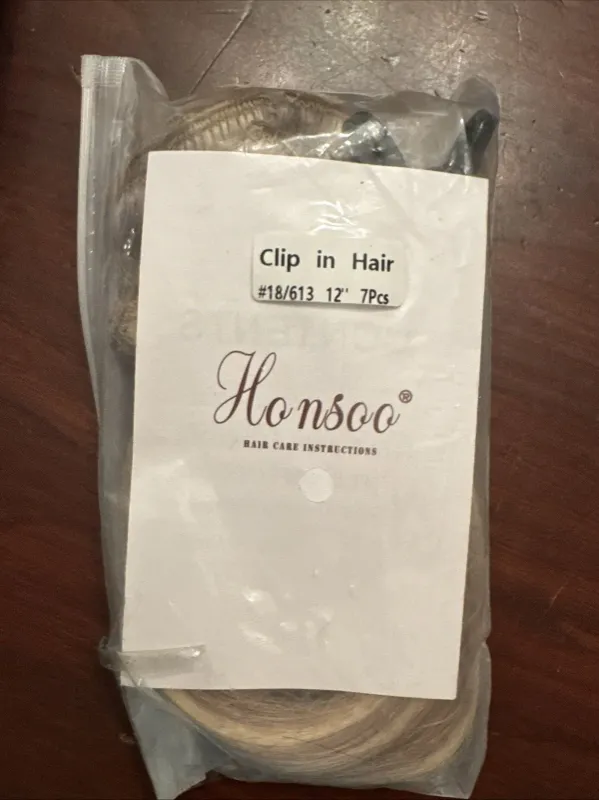 Clip in Hair
#18/613 12'' 7Pcs
Honsoo®
HAIR CARE INSTRUCTIONS